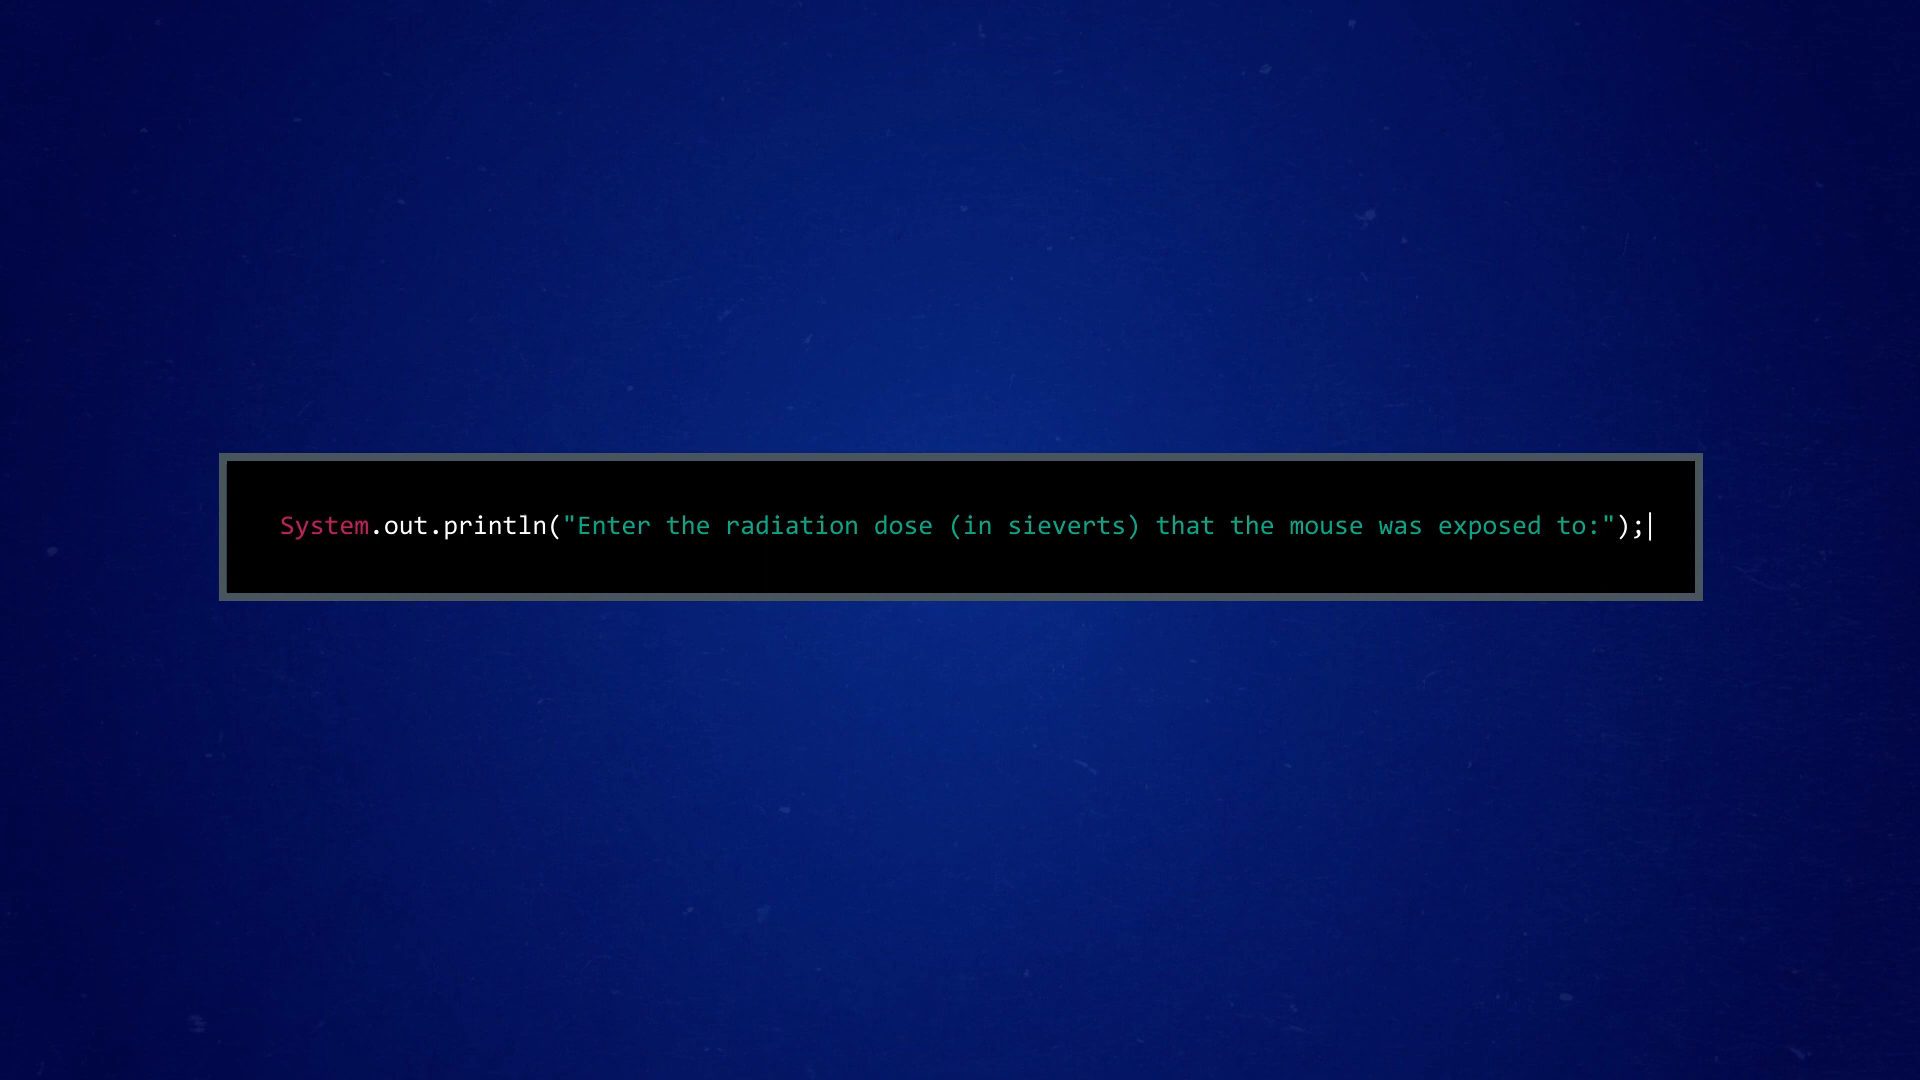 System.out.println("Enter the radiation dose (in sieverts) that the mouse was exposed to:");